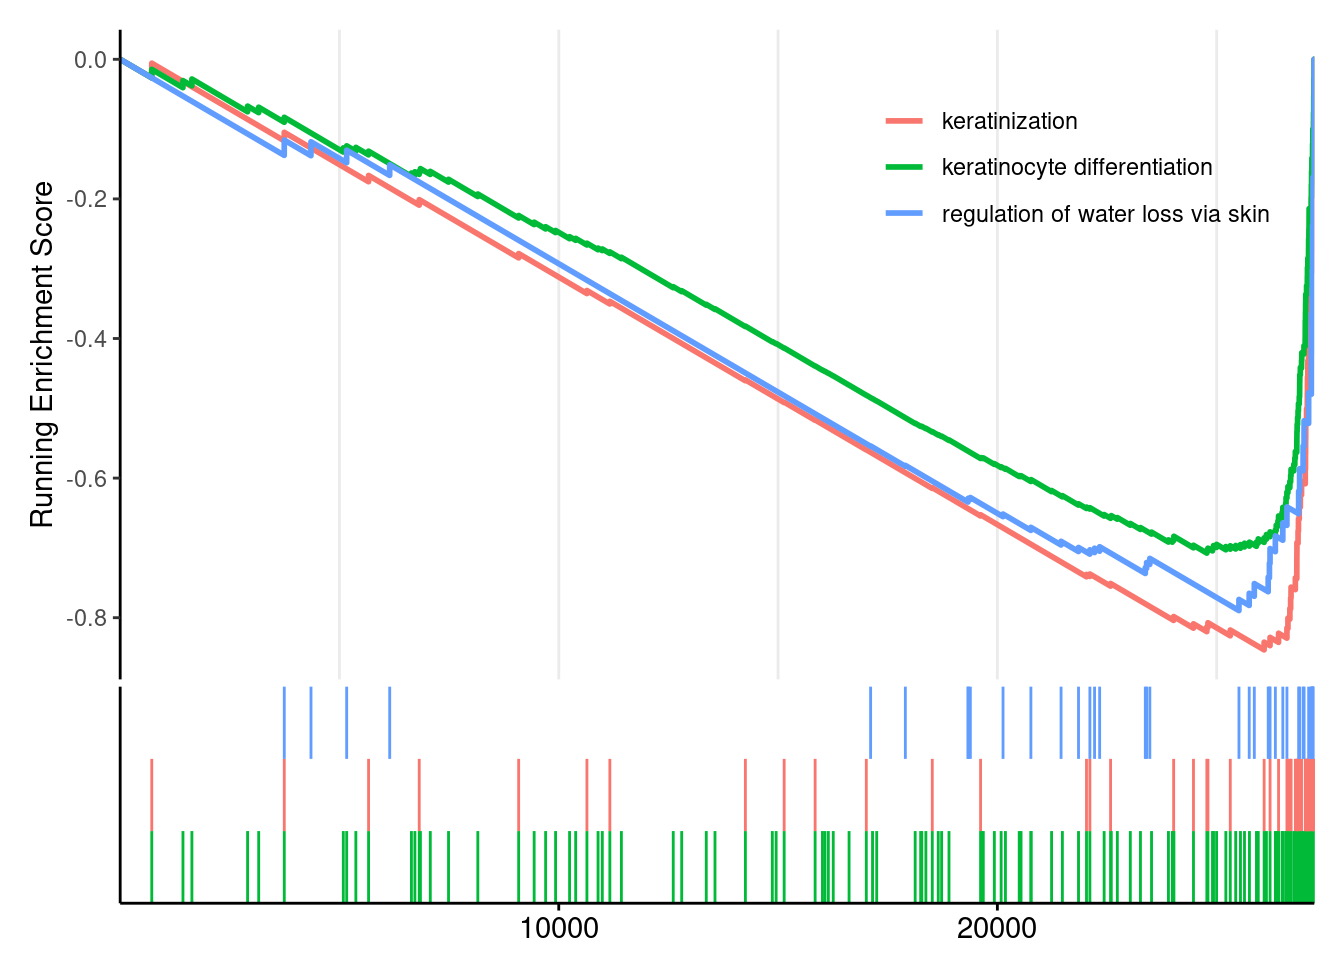 Running Enrichment Score
0.0
-0.2
-0.4
-0.6
-0.8
keratinization
keratinocyte differentiation
regulation of water loss via skin
10000
20000